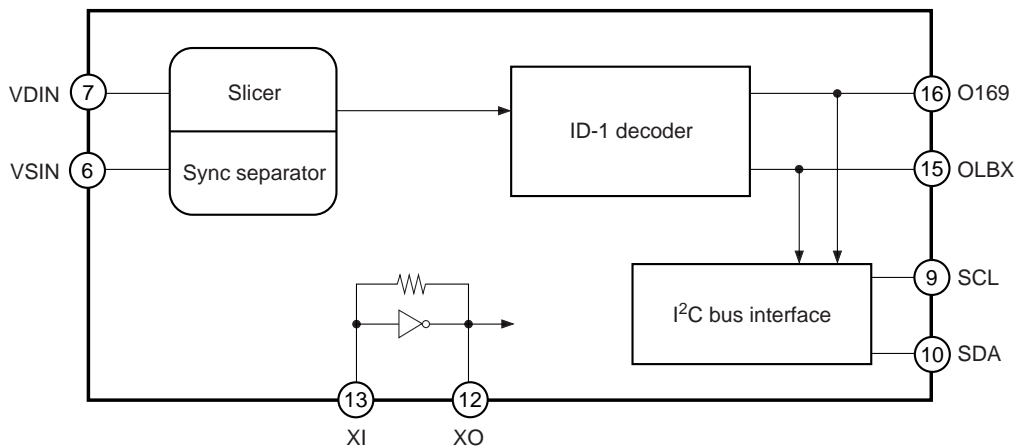 VDIN
7
Slicer
VSIN
6
Sync separator
ID-1 decoder
16
O169
15
OLBX
I²C bus interface
9
SCL
10
SDA
13
XI
12
XO